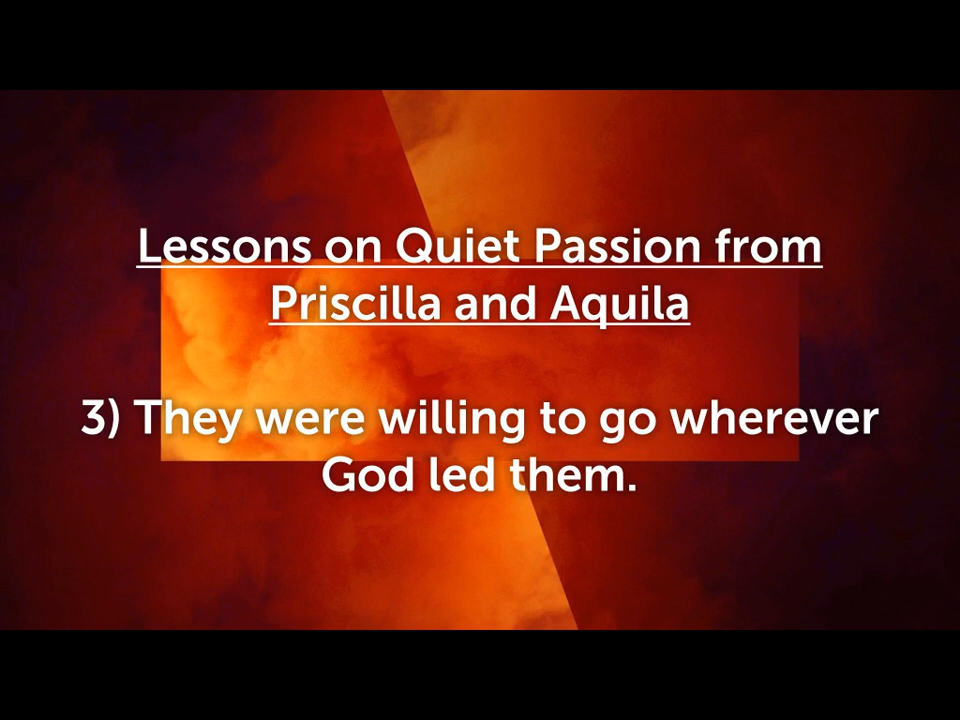 Lessons on Quiet Passion from
Priscilla and Aquila
3) They were willing to go wherever
God led them.